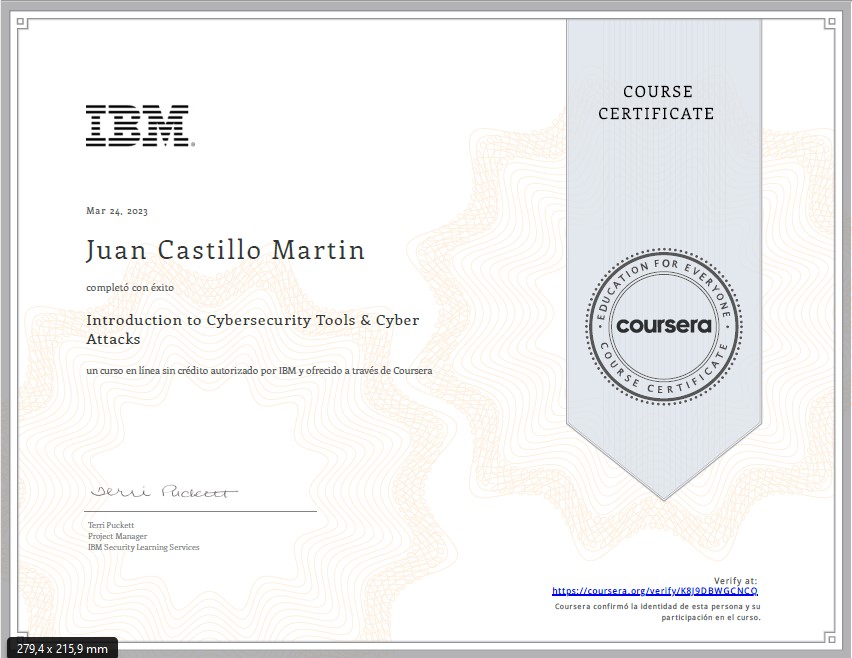 COURSE
CERTIFICATE
IBM
Mar 24, 2023
Juan Castillo Martin
completó con éxito
Introduction to Cybersecurity Tools & Cyber
Attacks
un curso en línea sin crédito autorizado por IBM y ofrecido a través de Coursera
EDUCATION FOR EVERYONE
coursera
COURSE CERTIFICATE
Terri Puckett
Terri Puckett
Project Manager
IBM Security Learning Services
Verify at:
https://coursera.org/verify/K8J9DBWGCNCQ
Coursera confirmó la identidad de esta persona y su
participación en el curso.
279,4 x 215,9 mm